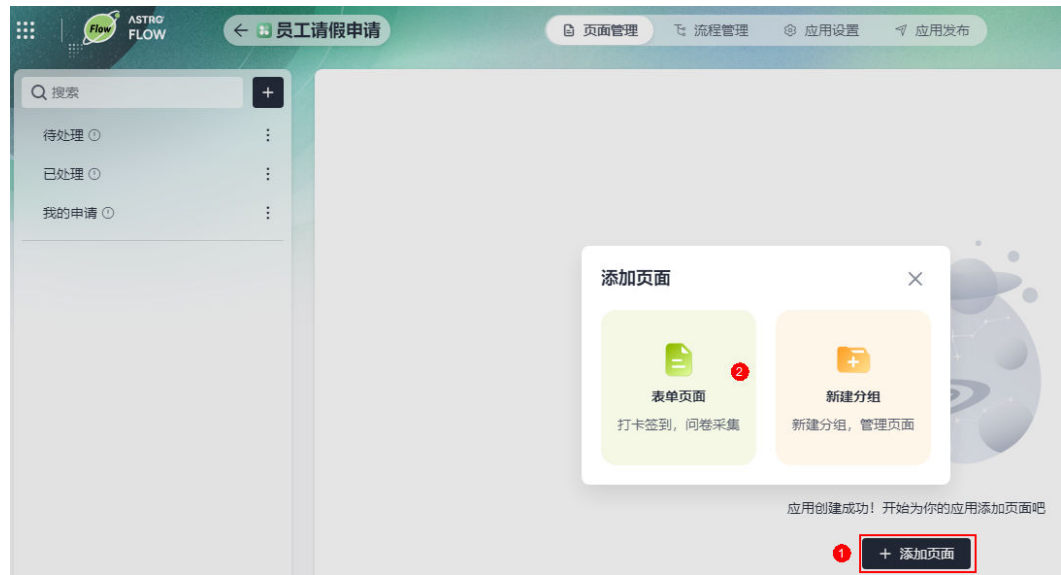 Flow
ASTRO
FLOW
员工请假申请
页面管理
流程管理
应用设置
应用发布
搜索
待处理
已处理
我的申请
添加页面
2
表单页面
打卡签到，问卷采集
新建分组
新建分组，管理页面
应用创建成功！开始为你的应用添加页面吧
1
+ 添加页面